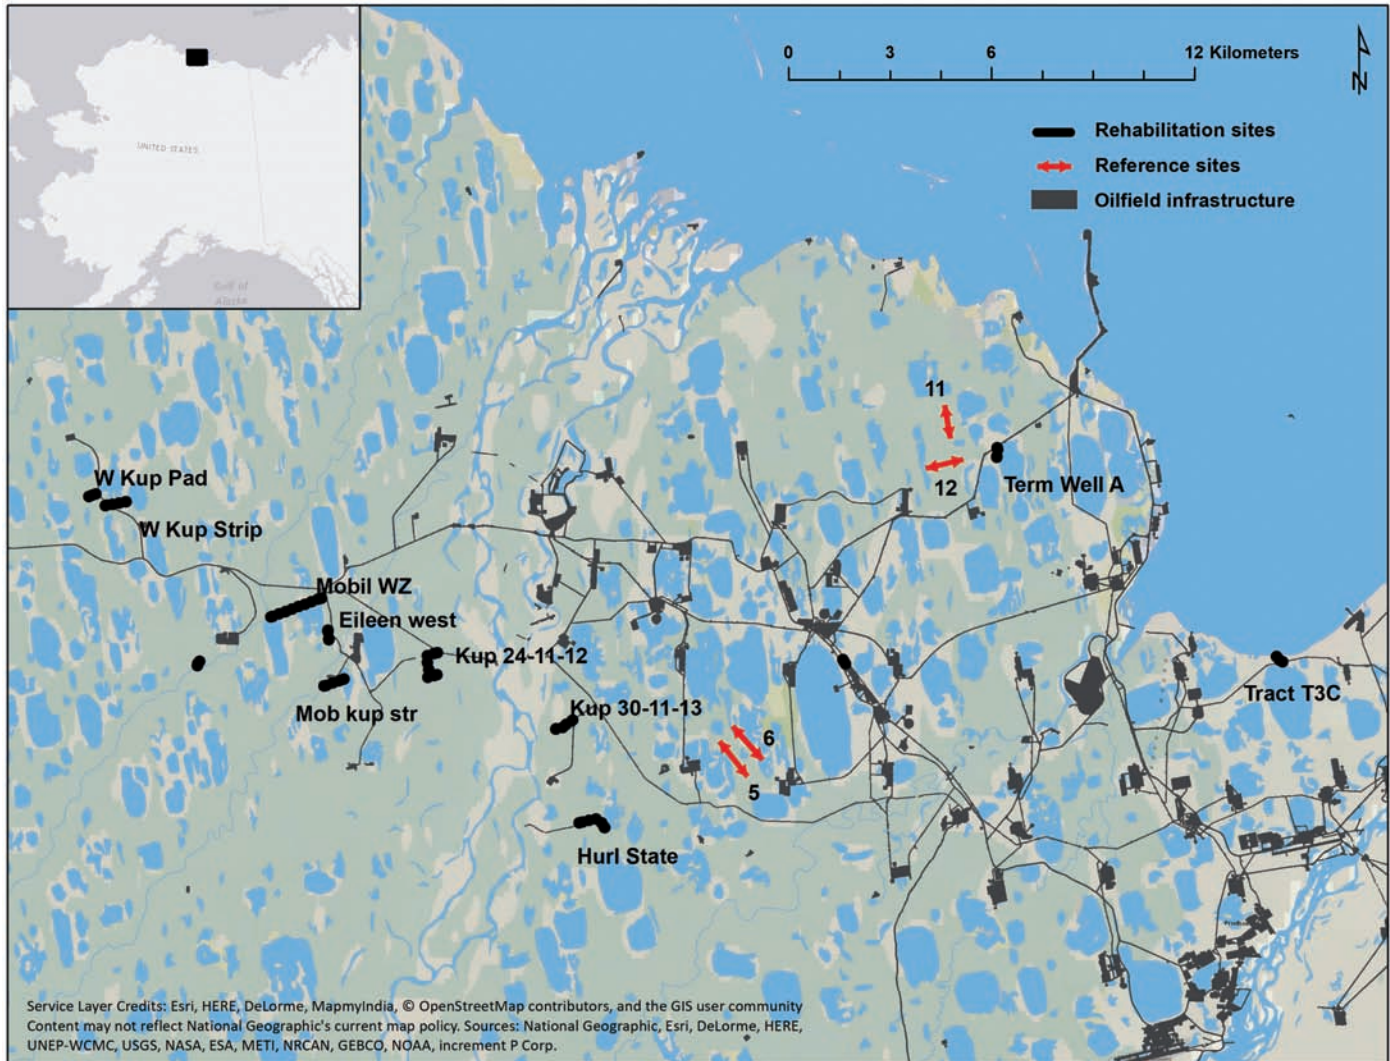 UNITED STATES
Gulf of
Alaska
0 3 6 12 Kilometers
N
Rehabilitation sites
Reference sites
Oilfield infrastructure
11
12
Term Well A
W Kup Pad
W Kup Strip
Mobil WZ
Eileen west
Kup 24-11-12
Mob kup str
Kup 30-11-13
Tract T3C
6
5
Hurl State
Service Layer Credits: Esri, HERE, DeLorme, MapmyIndia, © OpenStreetMap contributors, and the GIS user community
Content may not reflect National Geographic's current map policy. Sources: National Geographic, Esri, DeLorme, HERE,
UNEP-WCMC, USGS, NASA, ESA, METI, NRCAN, GEBCO, NOAA, increment P Corp.